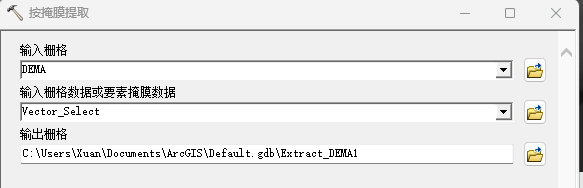 按掩膜提取
输入栅格
DEMA
输入栅格数据或要素掩膜数据
Vector_Select
输出栅格
C:\Users\Xuan\Documents\ArcGIS\Default.gdb\Extract_DEMA1